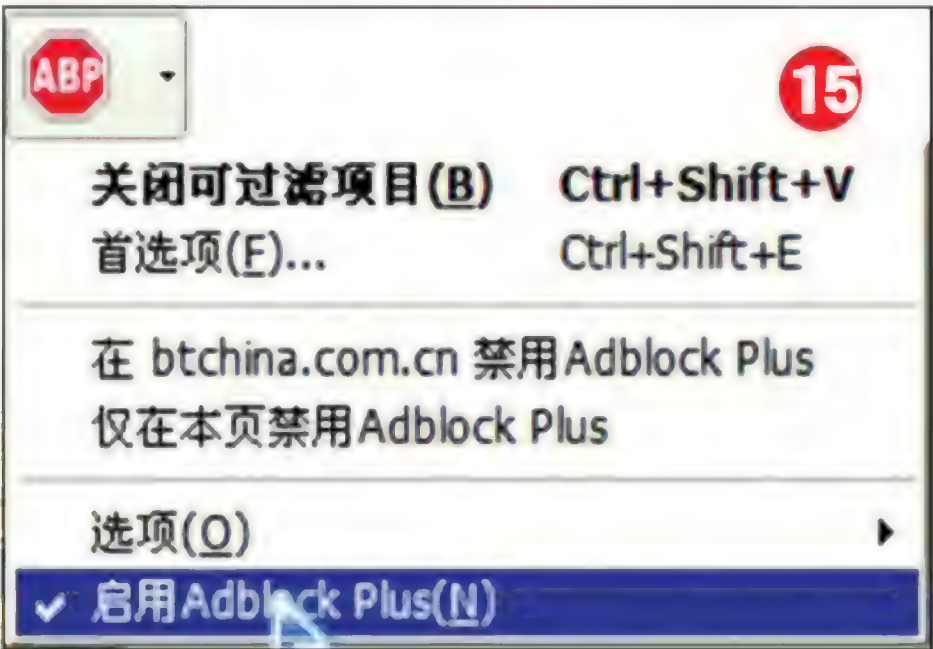 ABP
15
关闭可过滤项目(B) Ctrl+Shift+V
首选项(F)... Ctrl+Shift+E
在 btchina.com.cn 禁用Adblock Plus
仅在本页禁用Adblock Plus
选项(O)
启用Adblock Plus(N)